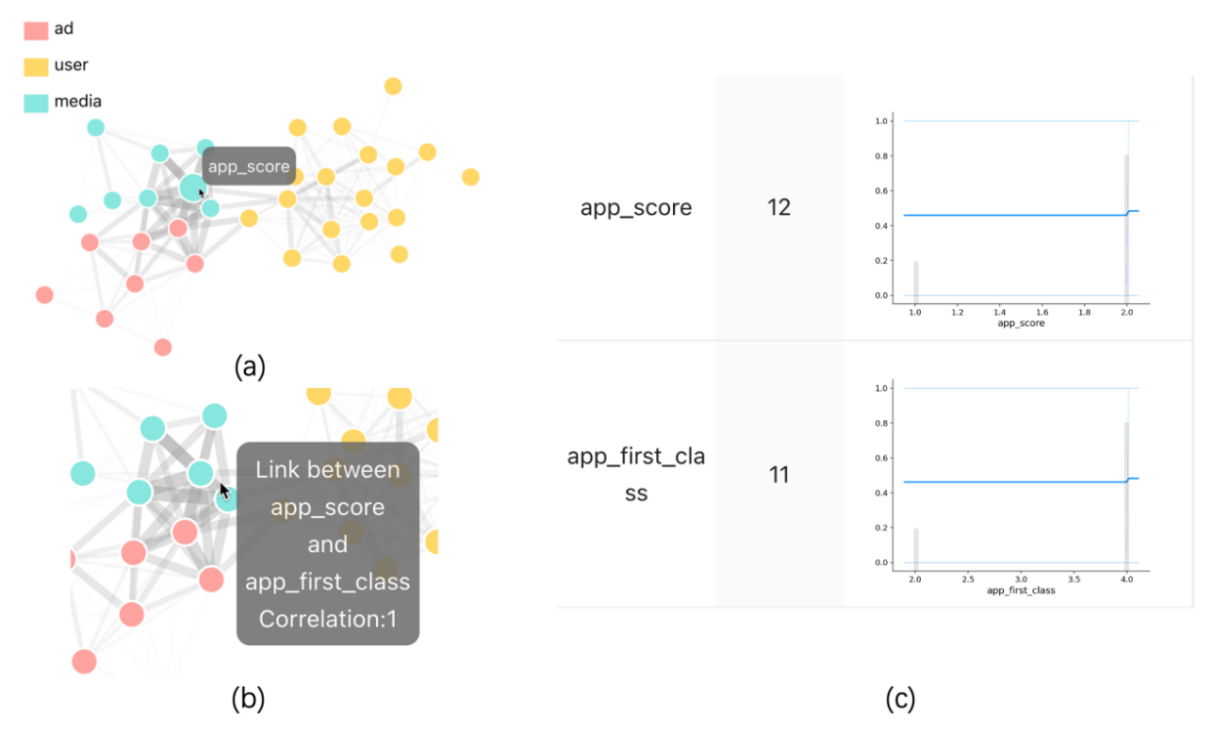 ad
user
media
app_score
(a)
Link between
app_score
and
app_first_class
Correlation:1
(b)
app_score
12
1.0
0.8
0.6
0.4
0.2
0.0
1.0 1.2 1.4 1.6 1.8 2.0
app_score
app_first_cla
ss
11
1.0
0.8
0.6
0.4
0.2
0.0
2.0 2.5 3.0 3.5 4.0
app_first_class
(c)